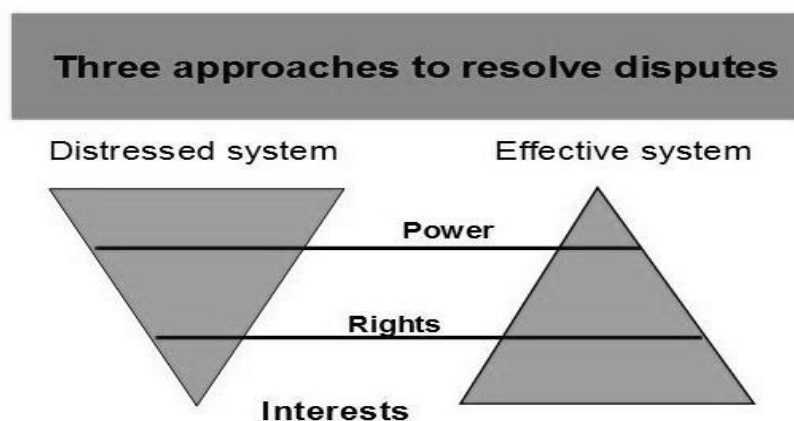 Three approaches to resolve disputes
Distressed system
Effective system
Power
Rights
Interests